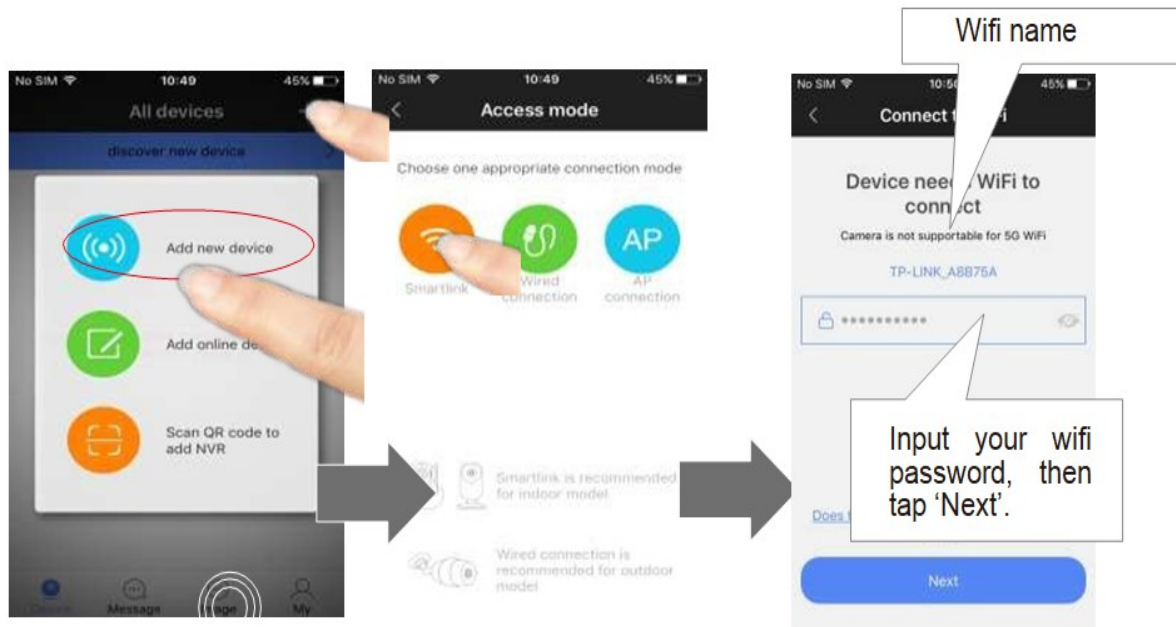 Wifi name
No SIM 10:49 45%
All devices
discover new device
Add new device
Add online de
Scan QR code to
add NVR
Message
My
No SIM 10:49 45%
Access mode
Choose one appropriate connection mode
AP
Smartlink
Wired
connection
AP
connection
Smartlink is recommended
for indoor model
Wired connection is
recommended for outdoor
model
No SIM 45%
Connect
Device WiFi to
connect
Camera is not supportable for 5G WiFi
TP-LINK_A8875A
**********
Input your wifi
password, then
tap ‘Next’.
Does
Next